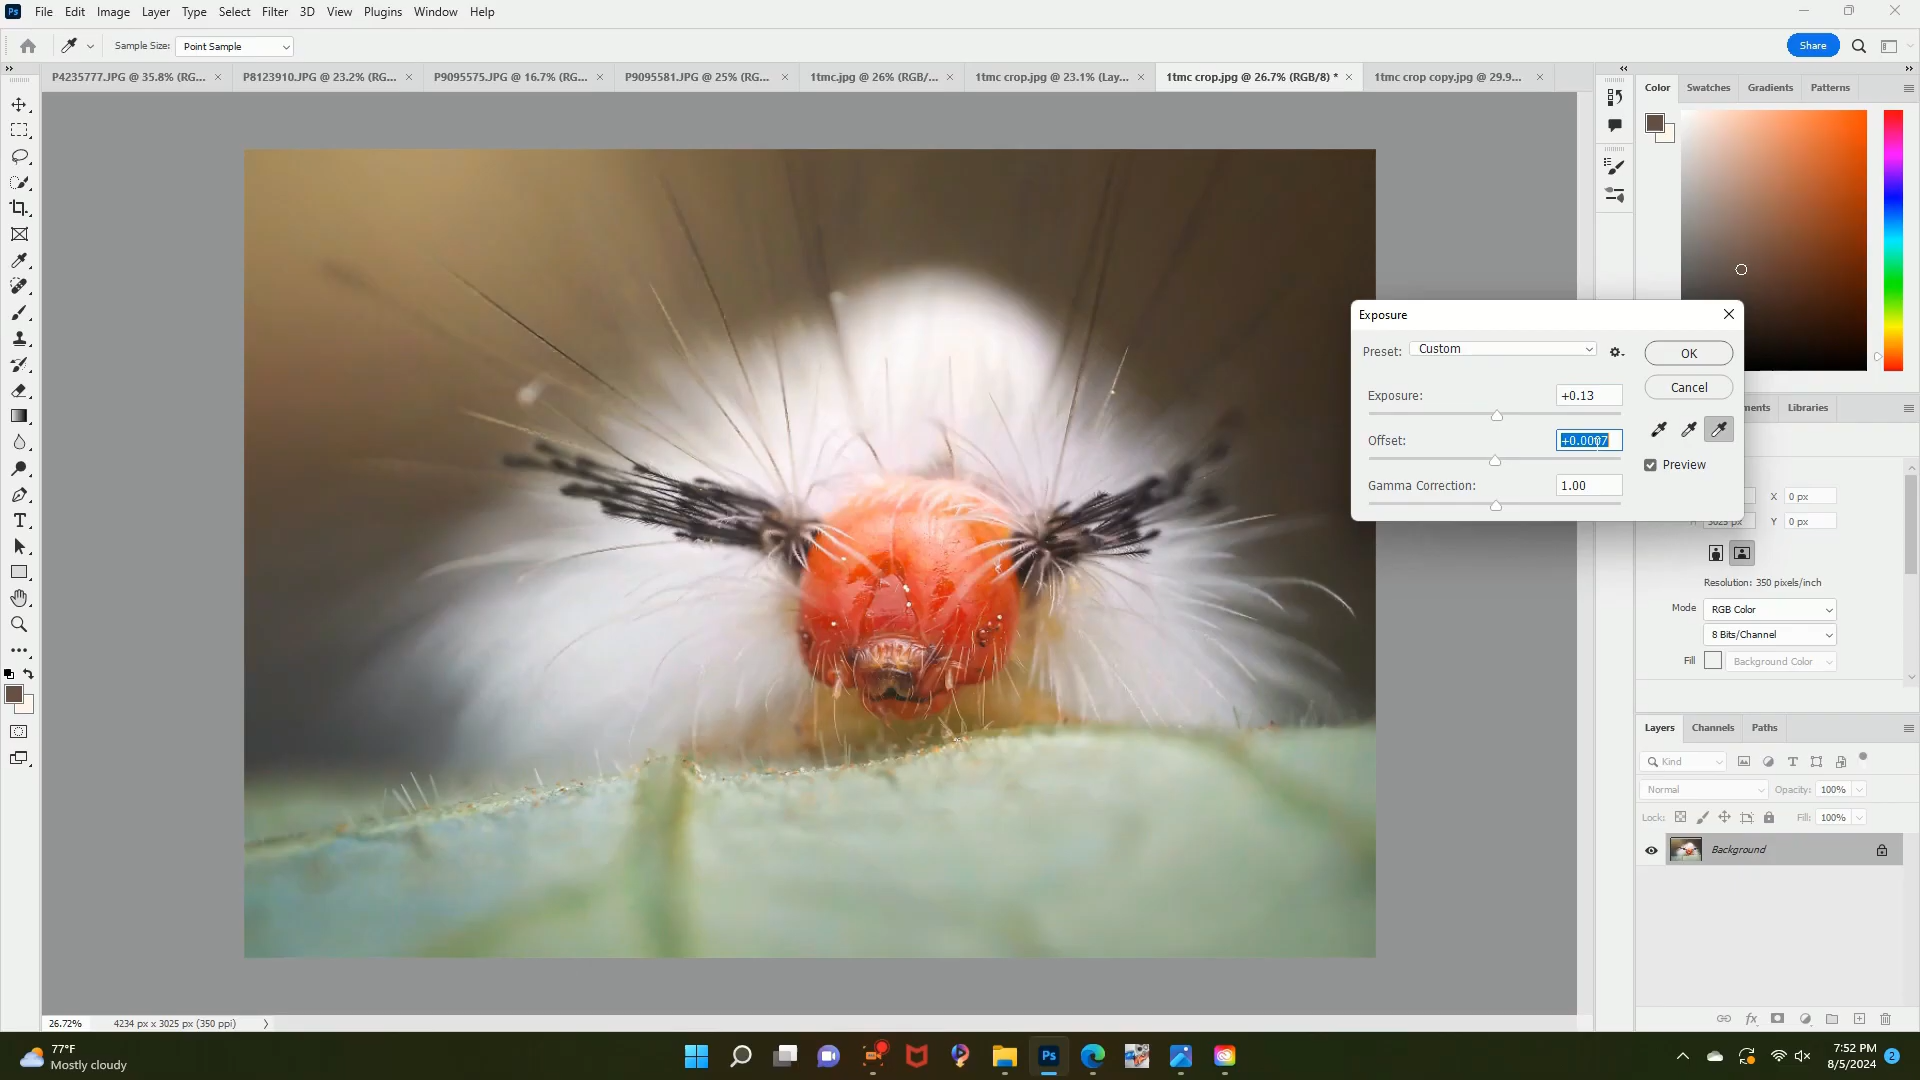 Ps File Edit Image Layer Type Select Filter 3D View Plugins Window Help
Sample Size: Point Sample Share
P4235777.JPG @ 35.8% (RG... × P8123910.JPG @ 23.2% (RG... × P9095575.JPG @ 16.7% (RG... × P9095581.JPG @ 25% (RG... × 1tmc.jpg @ 26% (RGB/... × 1tmc crop.jpg @ 23.1% (Lay... × 1tmc crop.jpg @ 26.7% (RGB/8) * × 1tmc crop copy.jpg @ 29.9... ×
Color Swatches Gradients Patterns
Exposure
Preset: Custom OK
Exposure: +0.13 Cancel
Offset: +0.0007
Preview
Gamma Correction: 1.00
ments Libraries
X 0 px
3025 px Y 0 px
Resolution: 350 pixels/inch
Mode RGB Color
8 Bits/Channel
Fill Background Color
Layers Channels Paths
Kind
Normal Opacity: 100%
Lock: Fill: 100%
Background
26.72% 4234 px x 3025 px (350 ppi)
77°F
Mostly cloudy
Ps
7:52 PM
8/5/2024
2